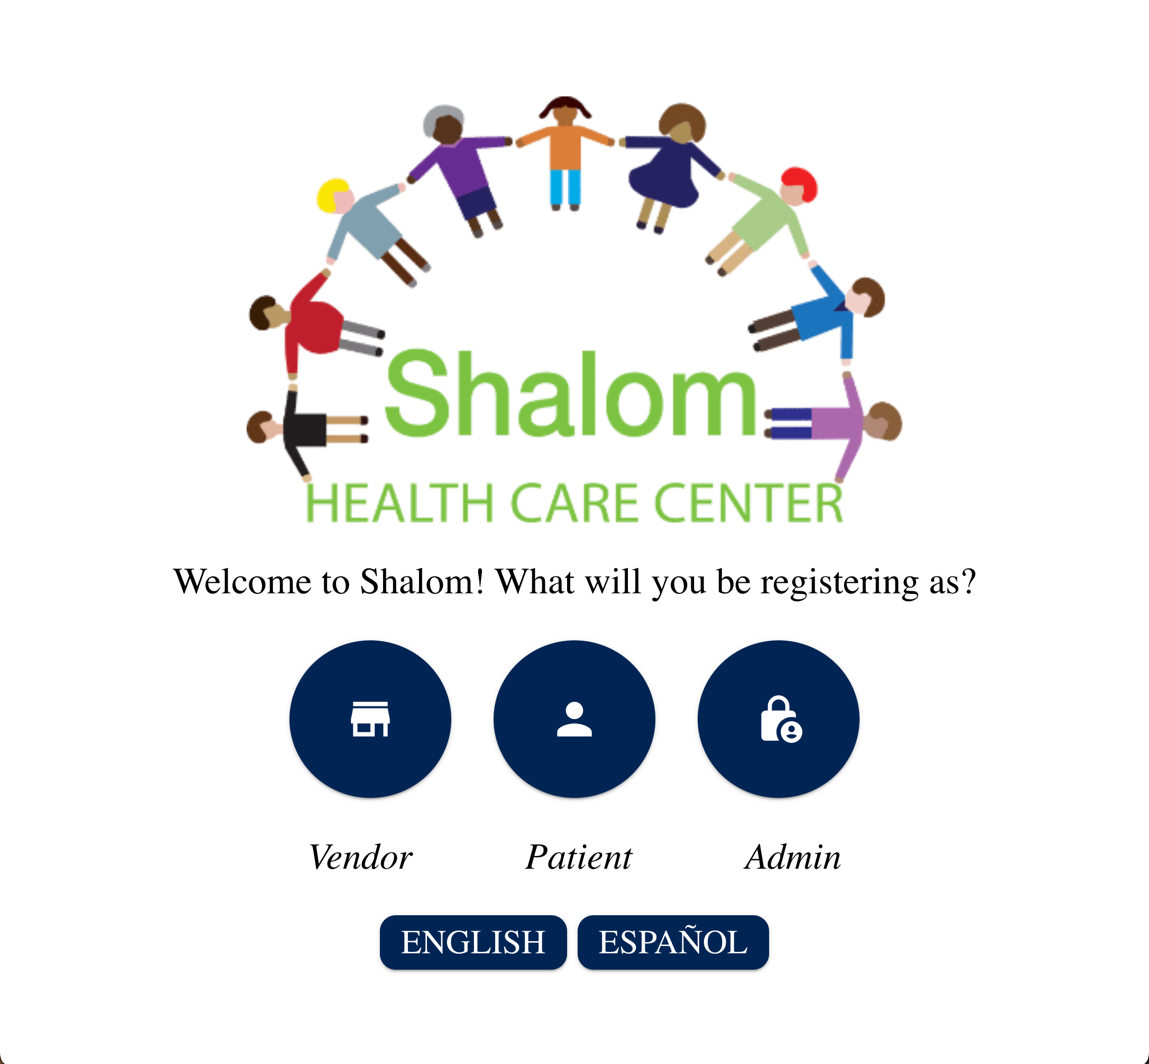 Shalom
HEALTH CARE CENTER
Welcome to Shalom! What will you be registering as?
Vendor Patient Admin
ENGLISH ESPAÑOL